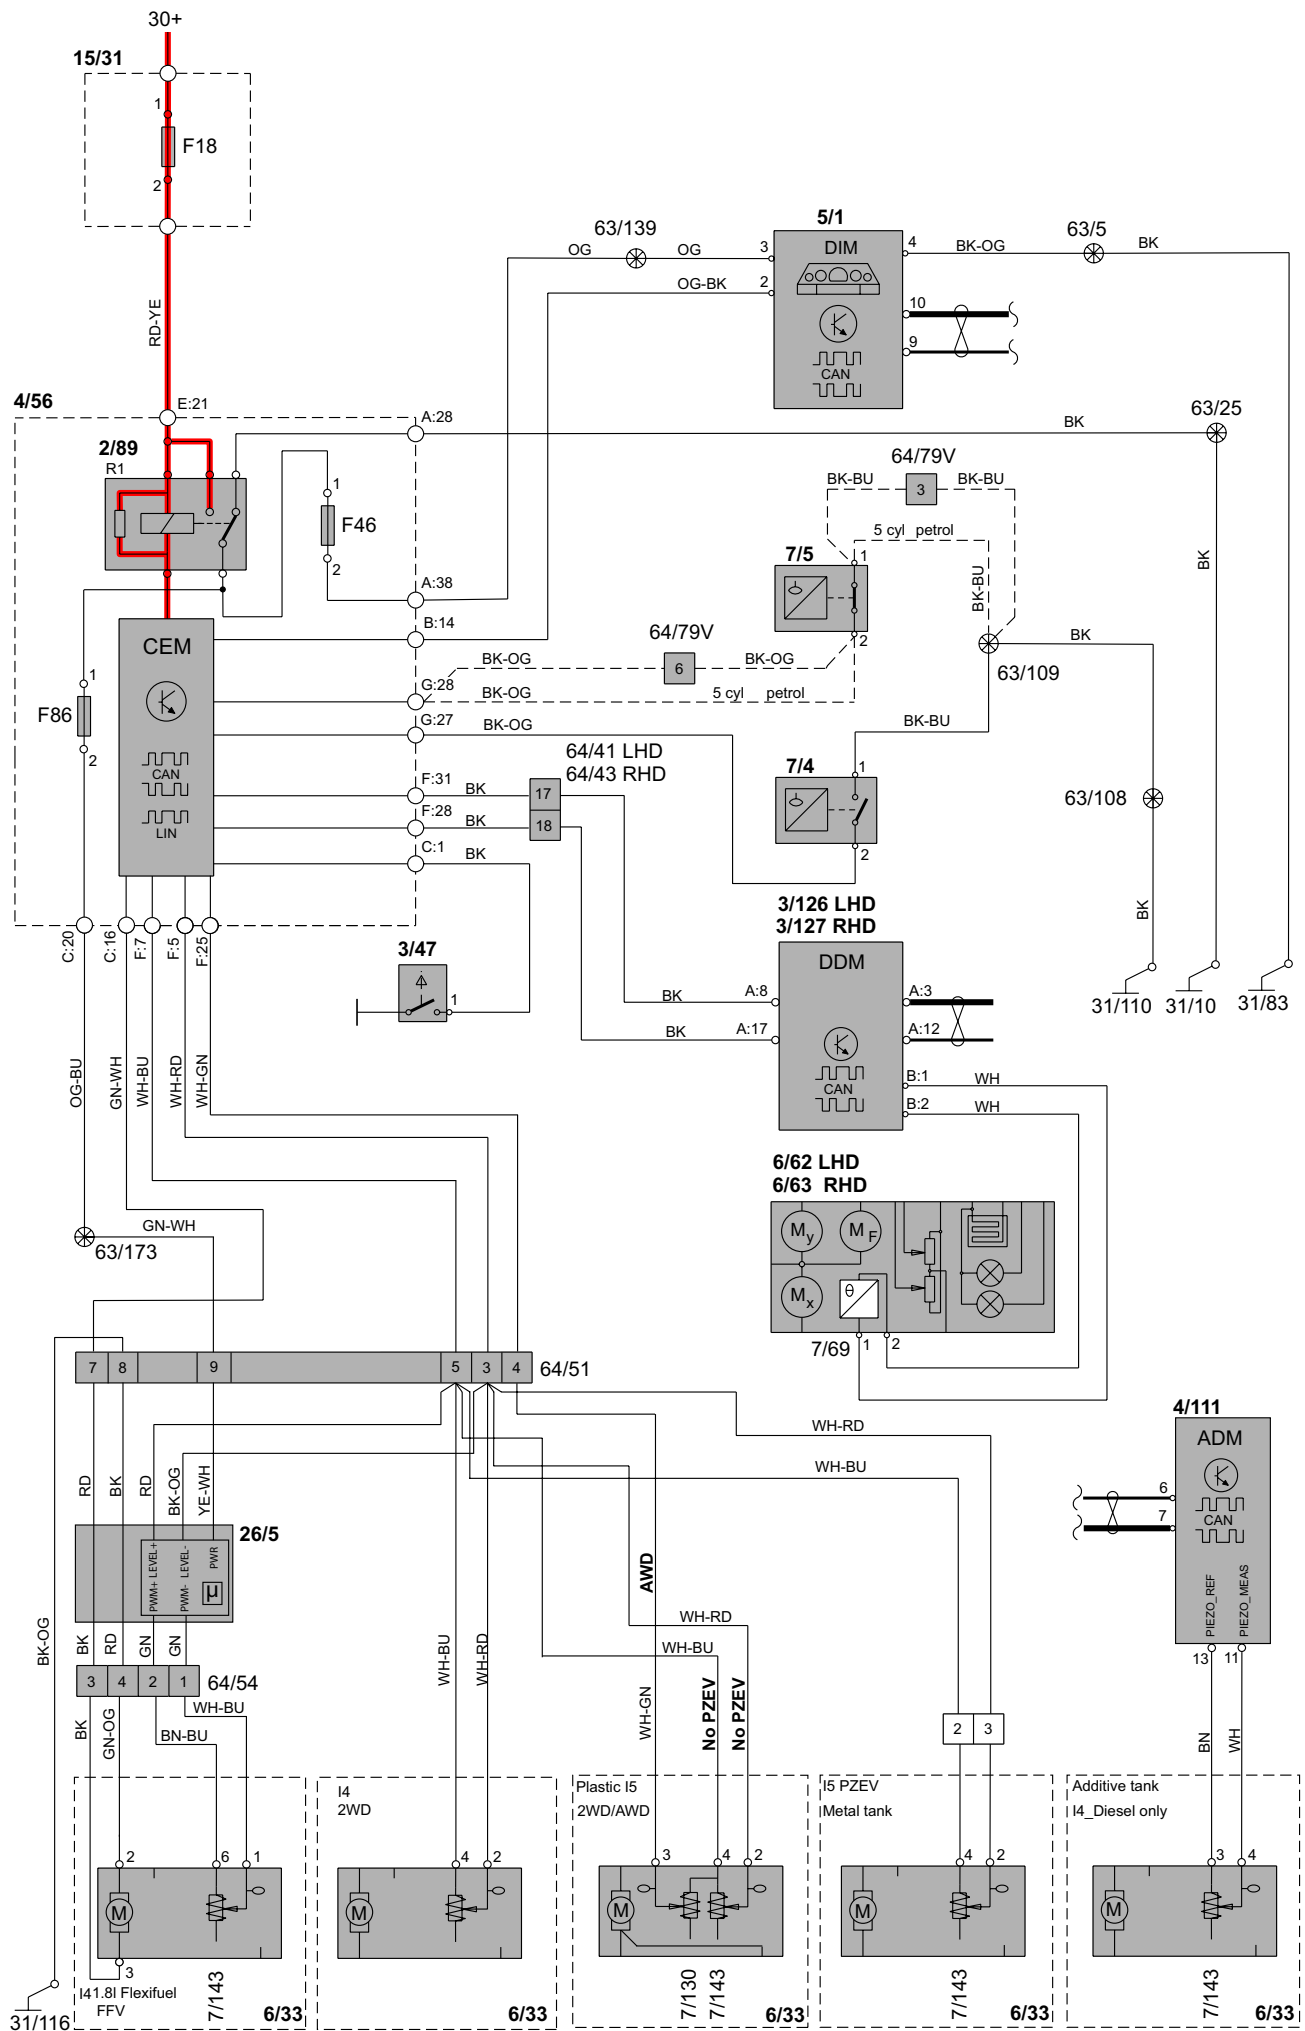 30+
15/31
1
F18
2
RD-YE
5/1
DIM
63/139
OG
OG
3
OG-BK
2
4
BK-OG
63/5
BK
10
9
CAN
4/56
E:21
A:28
BK
63/25
2/89
R1
1
F46
2
A:38
B:14
64/79V
BK-BU
3
BK-BU
5 cyl petrol
7/5
1
2
BK-BU
BK
CEM
64/79V
BK-OG
6
BK-OG
BK
63/109
G:28
BK-OG
5 cyl petrol
G:27
BK-OG
BK-BU
1
F86
2
CAN
LIN
64/41 LHD
64/43 RHD
7/4
1
2
F:31
BK
17
F:28
BK
18
C:1
BK
63/108
3/126 LHD
3/127 RHD
BK
C:20
C:16
F:7
F:5
F:25
3/47
1
DDM
BK
A:8
A:3
BK
A:17
A:12
CAN
B:1
WH
B:2
WH
31/110
31/10
31/83
OG-BU
GN-WH
WH-BU
WH-RD
WH-GN
6/62 LHD
6/63 RHD
My
MF
Mx
θ
7/69
1
2
GN-WH
63/173
7
8
9
5
3
4
64/51
4/111
ADM
WH-RD
WH-BU
6
7
CAN
PIEZO_REF
PIEZO_MEAS
13
11
RD
BK
RD
BK-OG
YE-WH
26/5
PWM+ LEVEL+
PWM- LEVEL-
PWR
µ
AWD
BK-OG
BK
RD
GN
GN
WH-BU
WH-RD
WH-RD
WH-BU
3
4
2
1
64/54
WH-BU
BN-BU
BK
GN-OG
WH-GN
No PZEV
No PZEV
2
3
BN
WH
I4
2WD
Plastic I5
2WD/AWD
I5 PZEV
Metal tank
Additive tank
I4_Diesel only
2
6
1
4
2
3
4
2
4
2
3
4
M
M
M
M
M
3
I41.8l Flexifuel
FFV
7/143
6/33
6/33
7/130
7/143
6/33
7/143
6/33
7/143
6/33
31/116